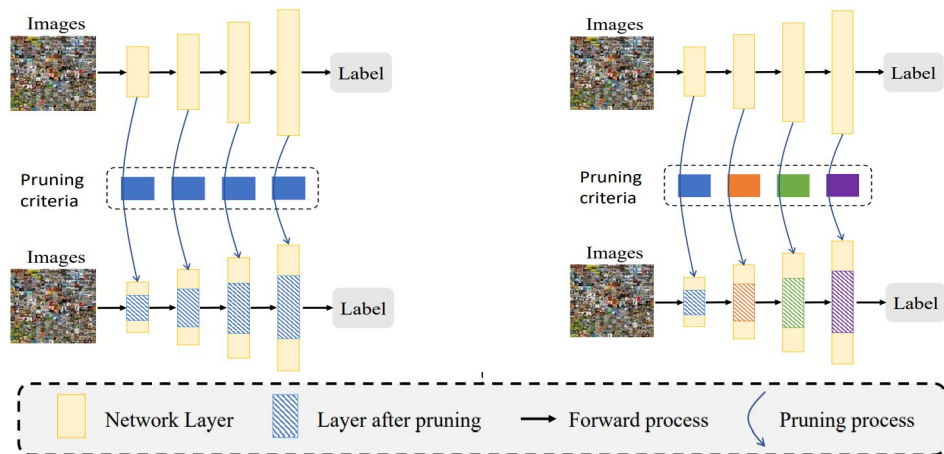 Images
Label
Pruning
criteria
Images
Label
Images
Label
Pruning
criteria
Images
Label
Network Layer
Layer after pruning
Forward process
Pruning process